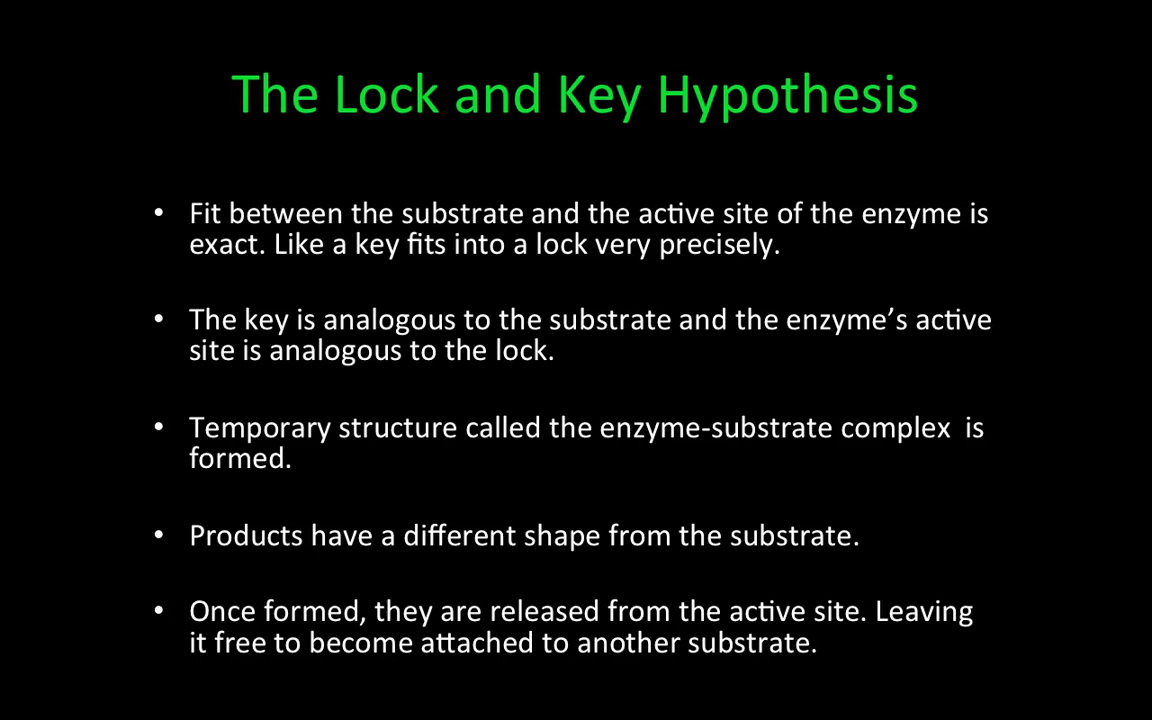 The Lock and Key Hypothesis
• Fit between the substrate and the active site of the enzyme is
exact. Like a key fits into a lock very precisely.
• The key is analogous to the substrate and the enzyme’s active
site is analogous to the lock.
• Temporary structure called the enzyme-substrate complex  is
formed.
• Products have a different shape from the substrate.
• Once formed, they are released from the active site. Leaving
it free to become attached to another substrate.